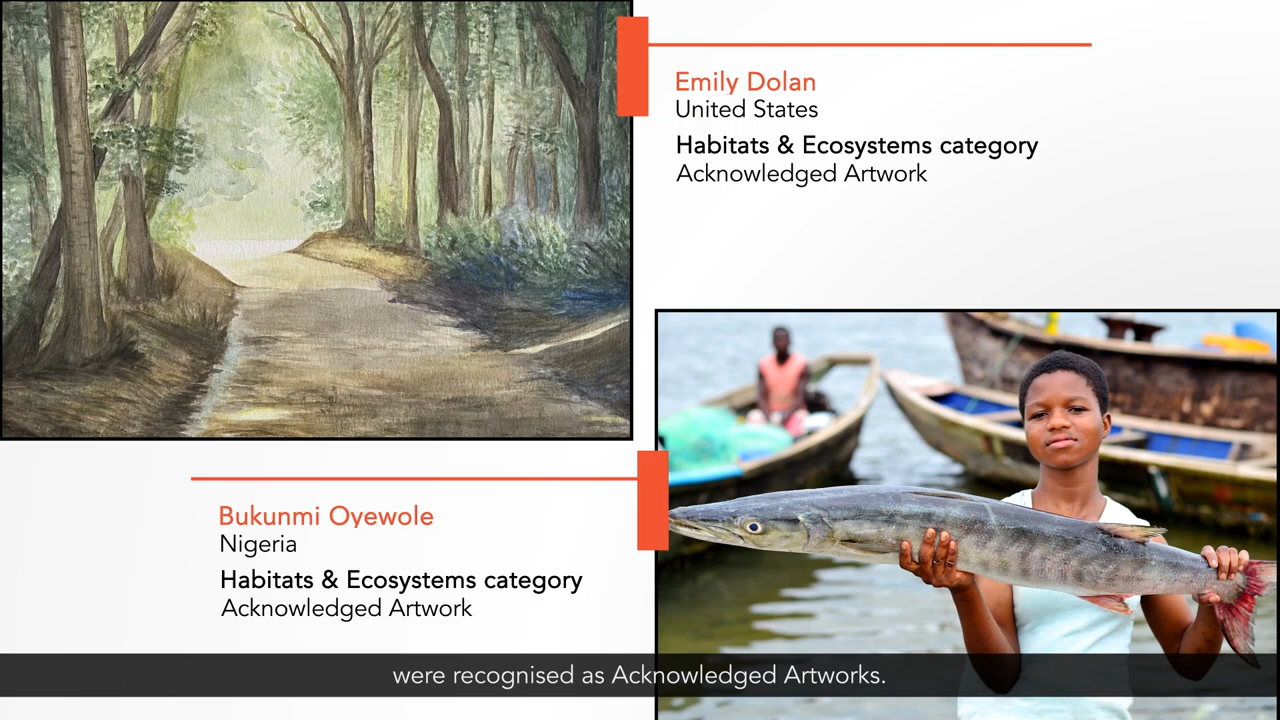 Emily Dolan
United States
Habitats & Ecosystems category
Acknowledged Artwork
Bukunmi Oyewole
Nigeria
Habitats & Ecosystems category
Acknowledged Artwork
were recognised as Acknowledged Artworks.